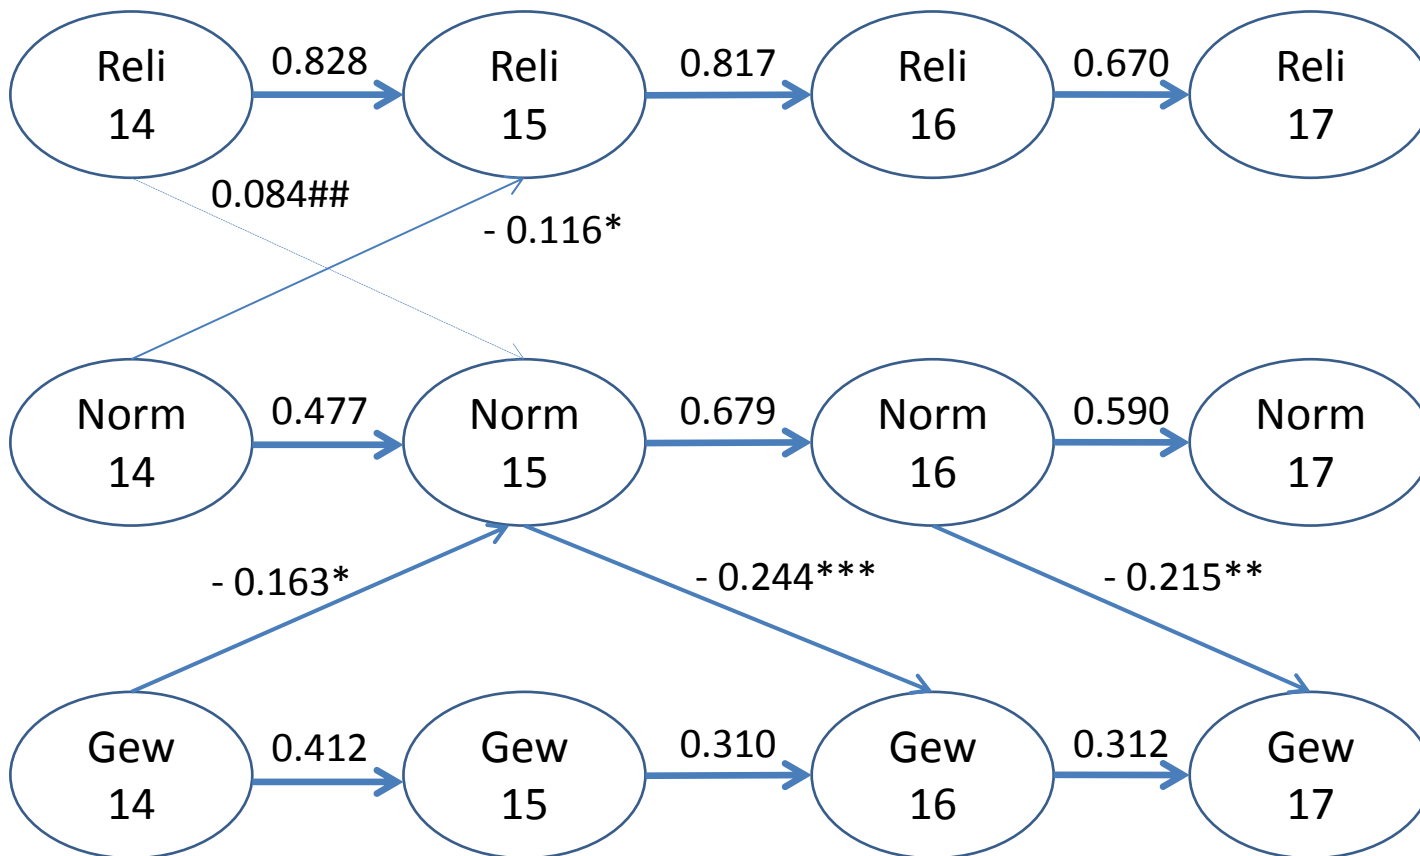 Reli
14
0.828
Reli
15
0.817
Reli
16
0.670
Reli
17
0.084##
- 0.116*
Norm
14
0.477
Norm
15
0.679
Norm
16
0.590
Norm
17
- 0.163*
- 0.244***
- 0.215**
Gew
14
0.412
Gew
15
0.310
Gew
16
0.312
Gew
17